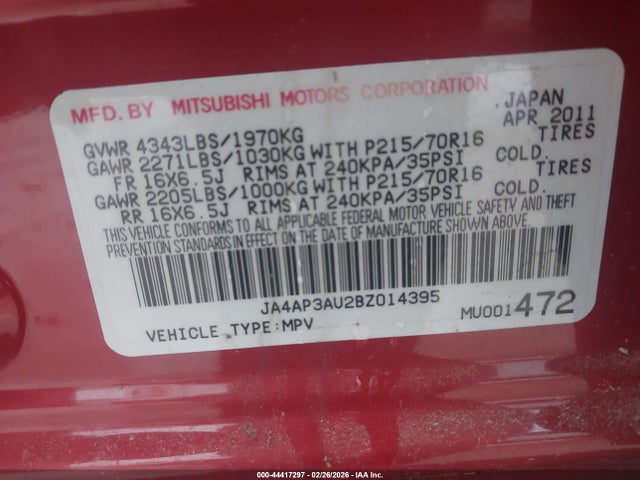 MFD. BY MITSUBISHI MOTORS CORPORATION JAPAN
GVWR 4343LBS/1970KG APR 2011
GAWR 2271LBS/1030KG WITH P215/70R16 TIRES
FR 16X6.5J RIMS AT 240KPA/35PSI COLD.
GAWR 2205LBS/1000KG WITH P215/70R16 TIRES
RR 16X6.5J RIMS AT 240KPA/35PSI COLD.
THIS VEHICLE CONFORMS TO ALL APPLICABLE FEDERAL MOTOR VEHICLE SAFETY AND THEFT
PREVENTION STANDARDS IN EFFECT ON THE DATE OF MANUFACTURE SHOWN ABOVE.
JA4AP3AU2BZ014395
VEHICLE TYPE:MPV MU001472
000-44417297 - 02/26/2026 - IAA Inc.